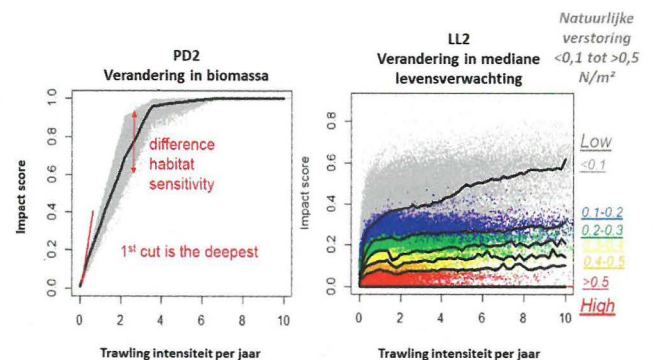 PD2
Verandering in biomassa
Impact score
0.0
0.2
0.4
0.6
0.8
1.0
difference
habitat
sensitivity
1st cut is the deepest
0
2
4
6
8
10
Trawling intensiteit per jaar
LL2
Verandering in mediane
levensverwachting
Impact score
0.0
0.2
0.4
0.6
0.8
0
2
4
6
8
10
Trawling intensiteit per jaar
Natuurlijke
verstoring
<0,1 tot >0,5
N/m²
Low
<0.1
0.1-0.2
0.2-0.3
0.3-0.4
0.4-0.5
>0.5
High